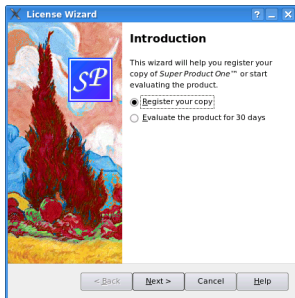 License Wizard
SP
Introduction
This wizard will help you register your
copy of Super Product One™ or start
evaluating the product.
Register your copy
Evaluate the product for 30 days
< Back
Next >
Cancel
Help